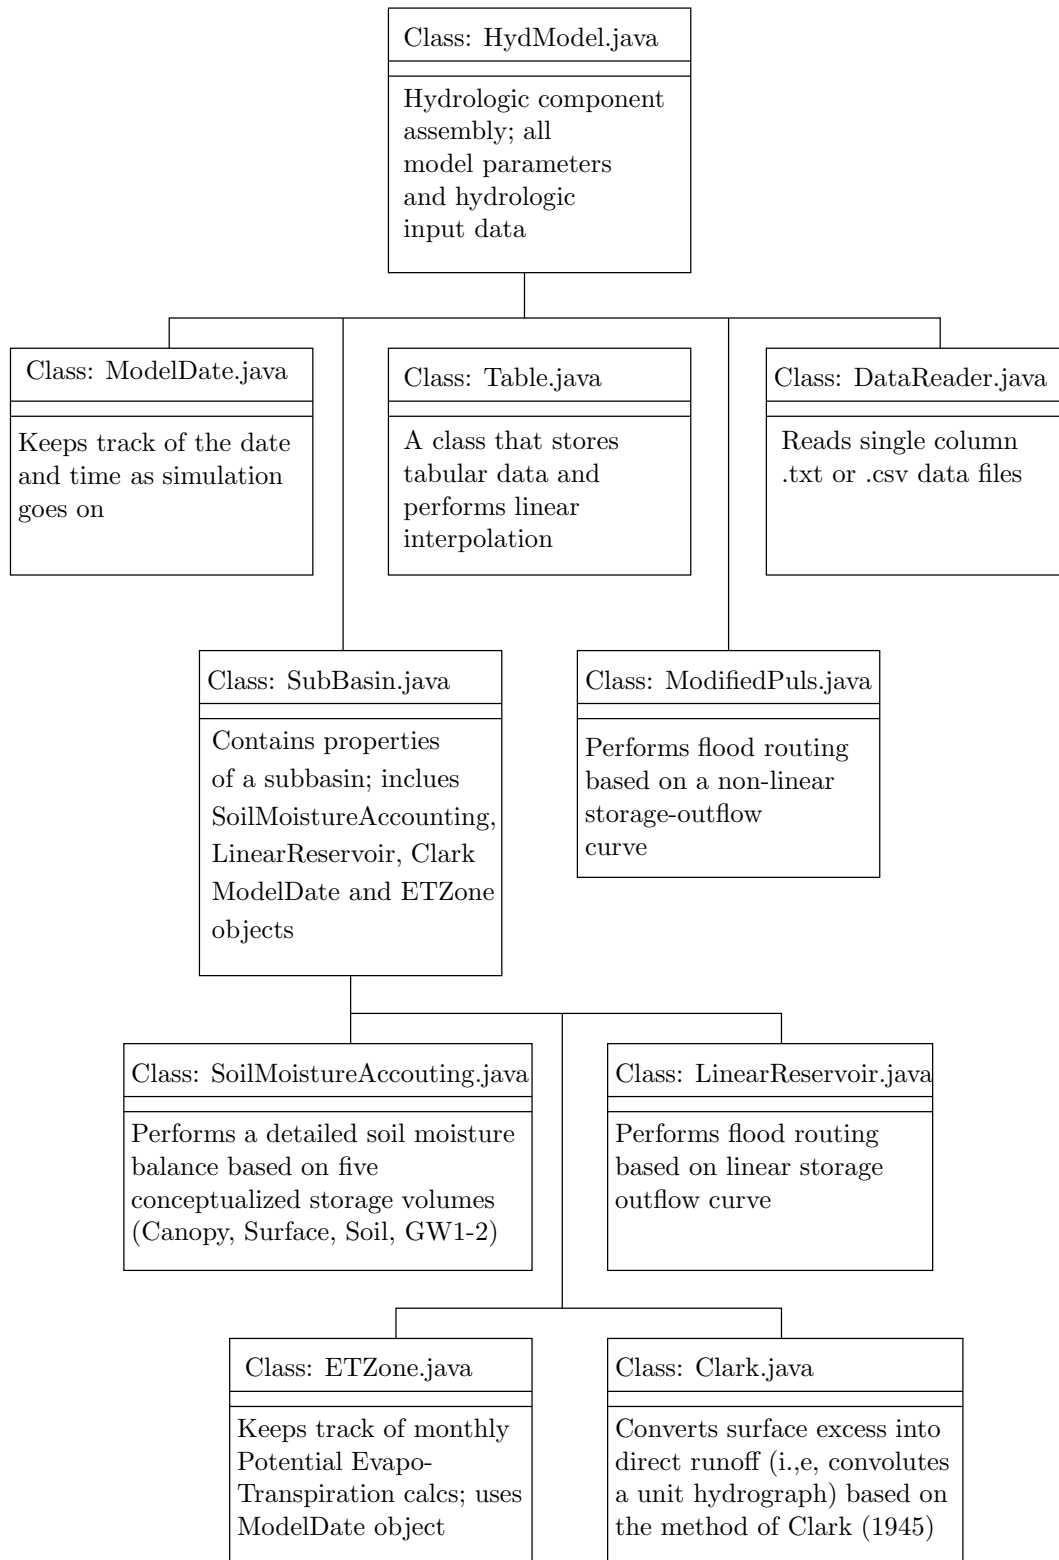 Class: HydModel.java
Hydrologic component
assembly; all
model parameters
and hydrologic
input data
Class: ModelDate.java
Keeps track of the date
and time as simulation
goes on
Class: Table.java
A class that stores
tabular data and
performs linear
interpolation
Class: DataReader.java
Reads single column
.txt or .csv data files
Class: SubBasin.java
Contains properties
of a subbasin; inclues
SoilMoistureAccounting,
LinearReservoir, Clark
ModelDate and ETZone
objects
Class: ModifiedPuls.java
Performs flood routing
based on a non-linear
storage-outflow
curve
Class: SoilMoistureAccouting.java
Performs a detailed soil moisture
balance based on five
conceptualized storage volumes
(Canopy, Surface, Soil, GW1-2)
Class: LinearReservoir.java
Performs flood routing
based on linear storage
outflow curve
Class: ETZone.java
Keeps track of monthly
Potential Evapo-
Transpiration calcs; uses
ModelDate object
Class: Clark.java
Converts surface excess into
direct runoff (i.,e, convolutes
a unit hydrograph) based on
the method of Clark (1945)